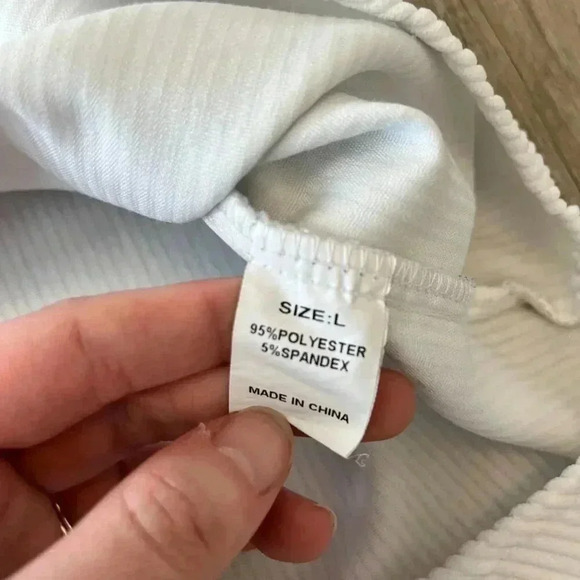 SIZE:L
95%POLYESTER
5%SPANDEX
MADE IN CHINA